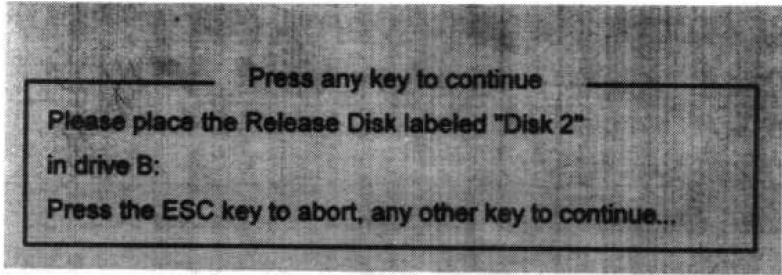 Press any key to continue
Please place the Release Disk labeled "Disk 2"
in drive B:
Press the ESC key to abort, any other key to continue...